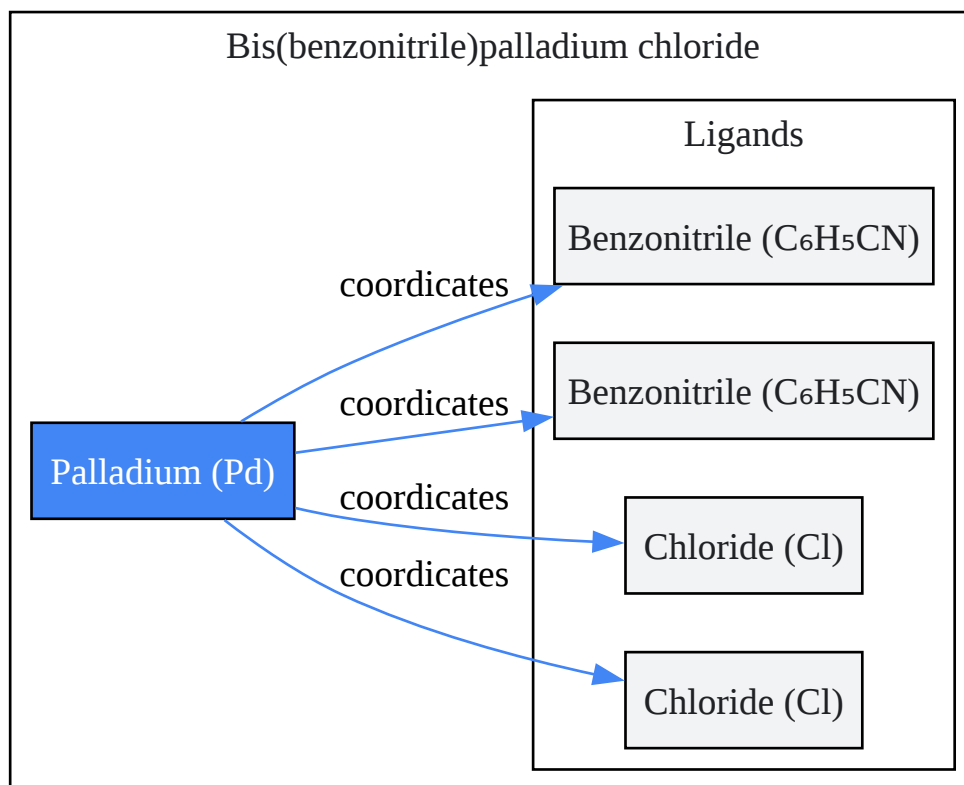 Bis(benzonitrile)palladium chloride
Ligands
Benzonitrile (C₆H₅CN)
coordicates
Benzonitrile (C₆H₅CN)
coordicates
Palladium (Pd)
coordicates
Chloride (Cl)
coordicates
Chloride (Cl)